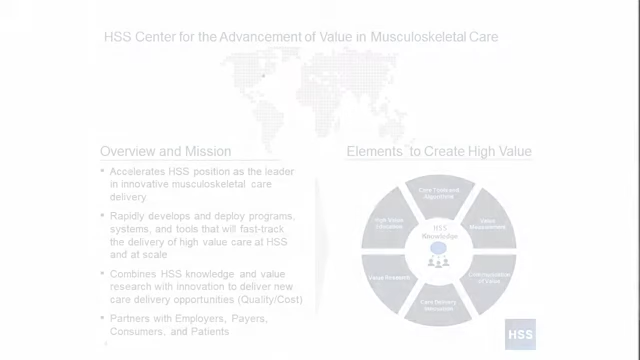 HSS Center for the Advancement of Value in Musculoskeletal Care
Overview and Mission
• Accelerates HSS position as the leader
in innovative musculoskeletal care
delivery
• Rapidly develops and deploy programs,
systems, and tools that will fast-track
the delivery of high value care at HSS
and at scale
• Combines HSS knowledge and value
research with innovation to deliver new
care delivery opportunities (Quality/Cost)
• Partners with Employers, Payers,
Consumers, and Patients
Elements to Create High Value
Care Tools and
Algorithms
High Value
Education
Value
Measurement
HSS
Knowledge
Value Research
of Value
Care Delivery
Innovation
HSS